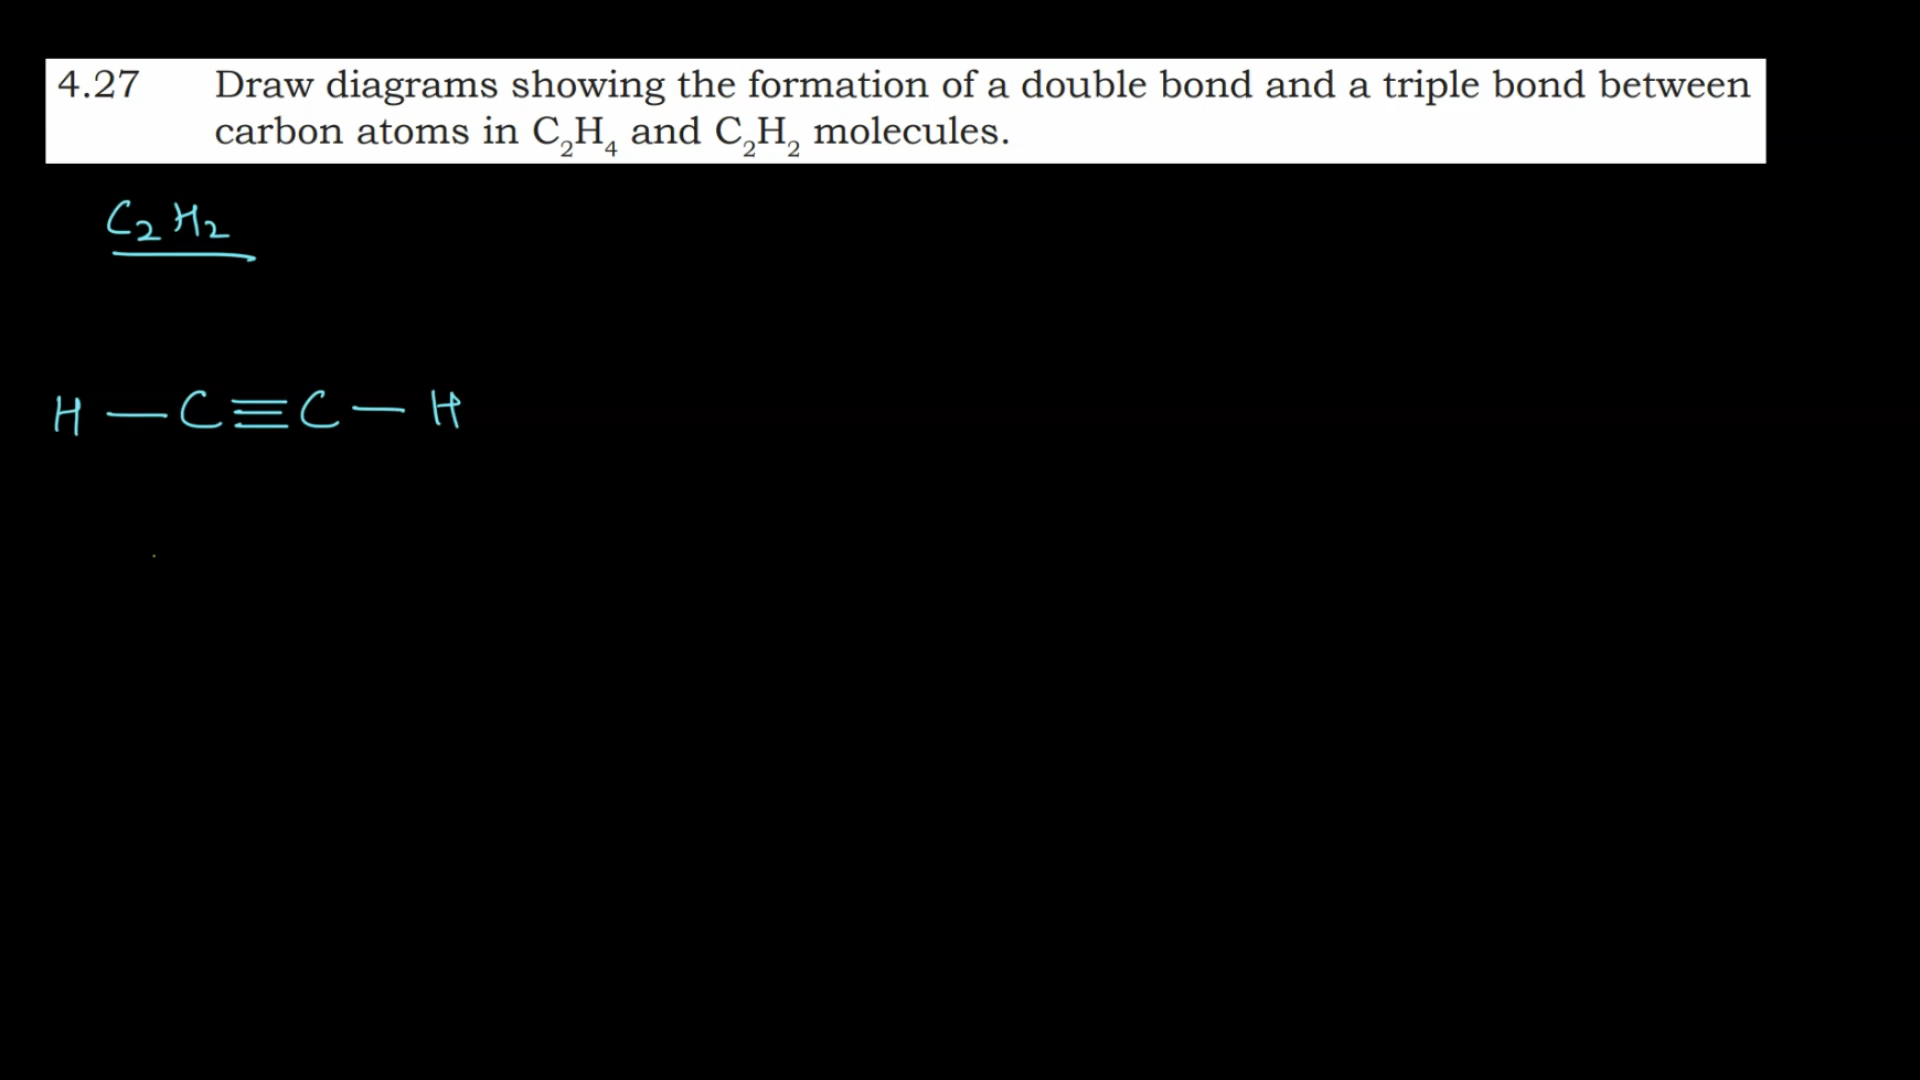 4.27 Draw diagrams showing the formation of a double bond and a triple bond between
carbon atoms in C₂H₄ and C₂H₂ molecules.
C₂H₂
H — C ≡ C — H